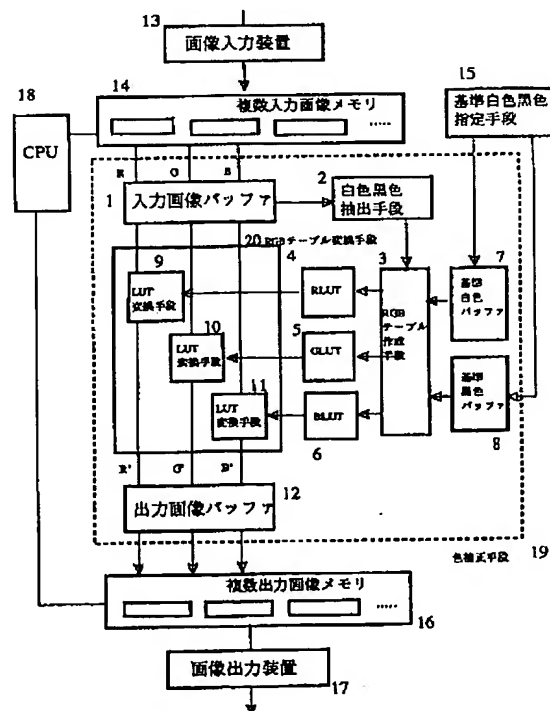 13
画像入力装置
14
複数入力画像メモリ
.....
15
基準白色黒色
指定手段
18
CPU
R
G
B
1
入力画像バッファ
2
白色黒色
抽出手段
20 RGBテーブル変換手段
9
LUT
変換手段
4
RLUT
3
RGB
テーブル
作成
手段
7
基準
白色
バッファ
10
LUT
変換手段
5
GLUT
11
LUT
変換手段
BLUT
6
基準
黒色
バッファ
8
R'
G'
B'
出力画像バッファ
12
色補正手段
19
複数出力画像メモリ
.....
16
画像出力装置
17